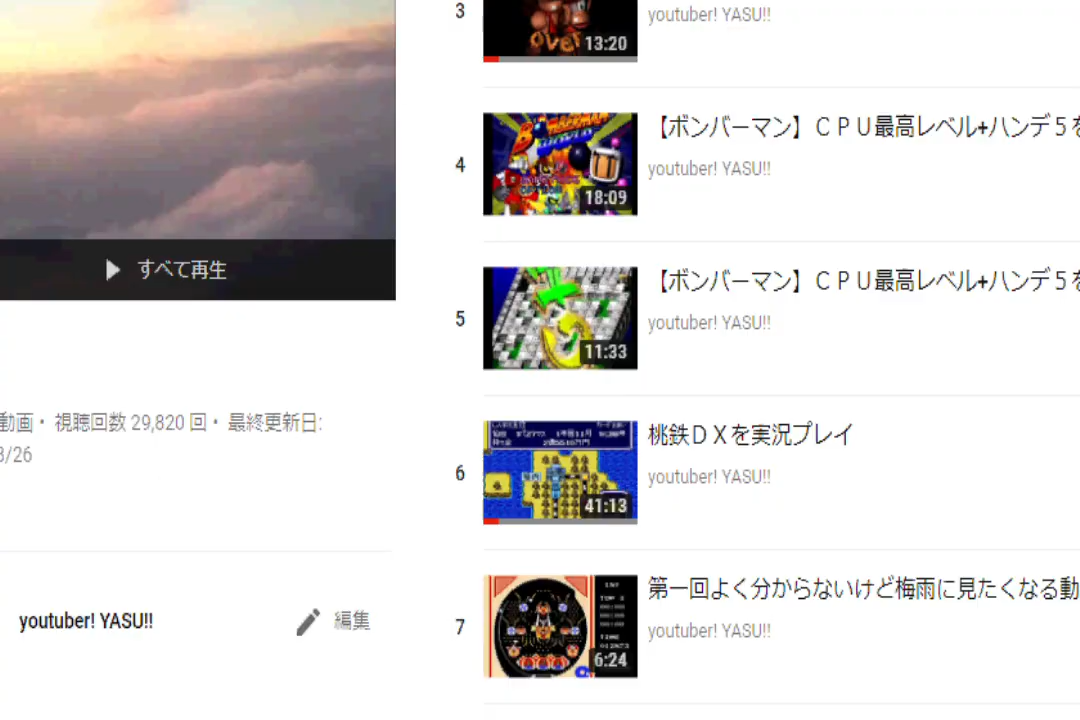 すべて再生
動画・ 視聴回数 29,820 回・ 最終更新日:
3/26
youtuber! YASU!!
編集
3
over
13:20
youtuber! YASU!!
4
BOMBERMAN
WORLD
18:09
【ボンバーマン】ＣＰＵ最高レベル+ハンデ５を
youtuber! YASU!!
5
11:33
【ボンバーマン】ＣＰＵ最高レベル+ハンデ５を
youtuber! YASU!!
6
41:13
桃鉄ＤＸを実況プレイ
youtuber! YASU!!
7
6:24
第一回よく分からないけど梅雨に見たくなる動
youtuber! YASU!!